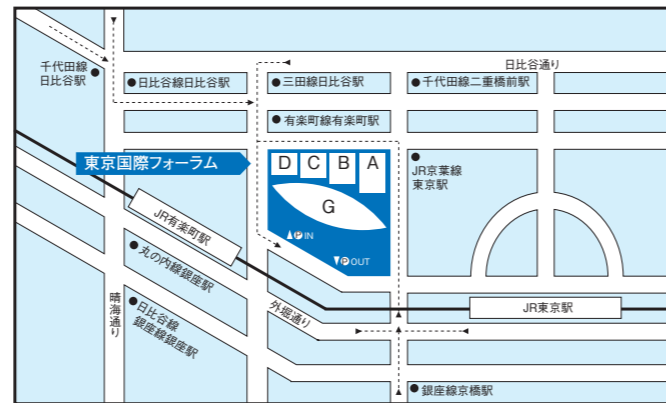 日比谷通り
千代田線
日比谷駅
日比谷線日比谷駅
三田線日比谷駅
千代田線二重橋前駅
有楽町線有楽町駅
東京国際フォーラム
D
C
B
A
JR京葉線
東京駅
G
P IN
P OUT
JR有楽町駅
丸の内線銀座駅
晴海通り
日比谷線
銀座線銀座駅
外堀通り
JR東京駅
銀座線京橋駅